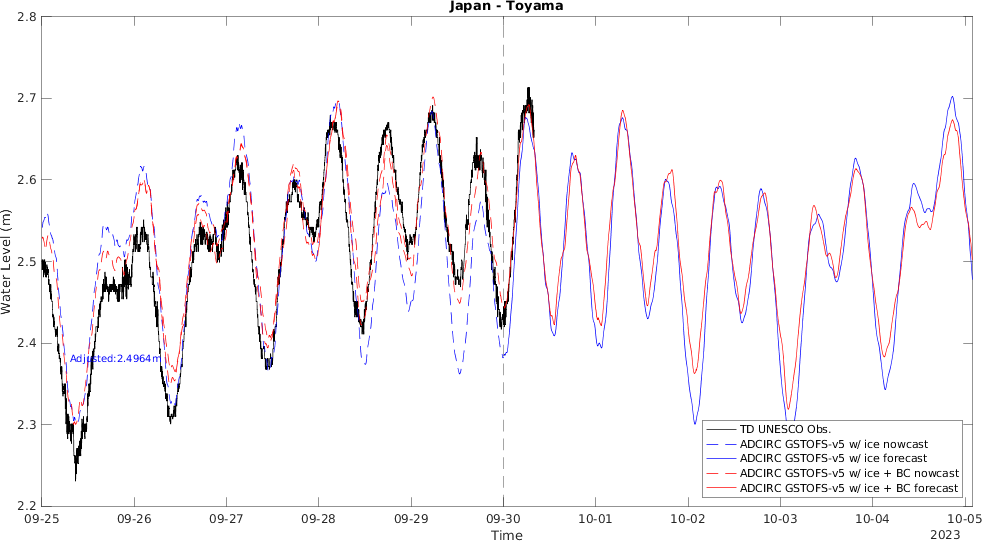 Japan - Toyama
2.8
2.7
2.6
2.5
2.4
2.3
2.2
Water Level (m)
Adjusted:2.4964m
TD UNESCO Obs.
ADCIRC GSTOFS-v5 w/ ice nowcast
ADCIRC GSTOFS-v5 w/ ice forecast
ADCIRC GSTOFS-v5 w/ ice + BC nowcast
ADCIRC GSTOFS-v5 w/ ice + BC forecast
09-25 09-26 09-27 09-28 09-29 09-30 10-01 10-02 10-03 10-04 10-05
Time
2023